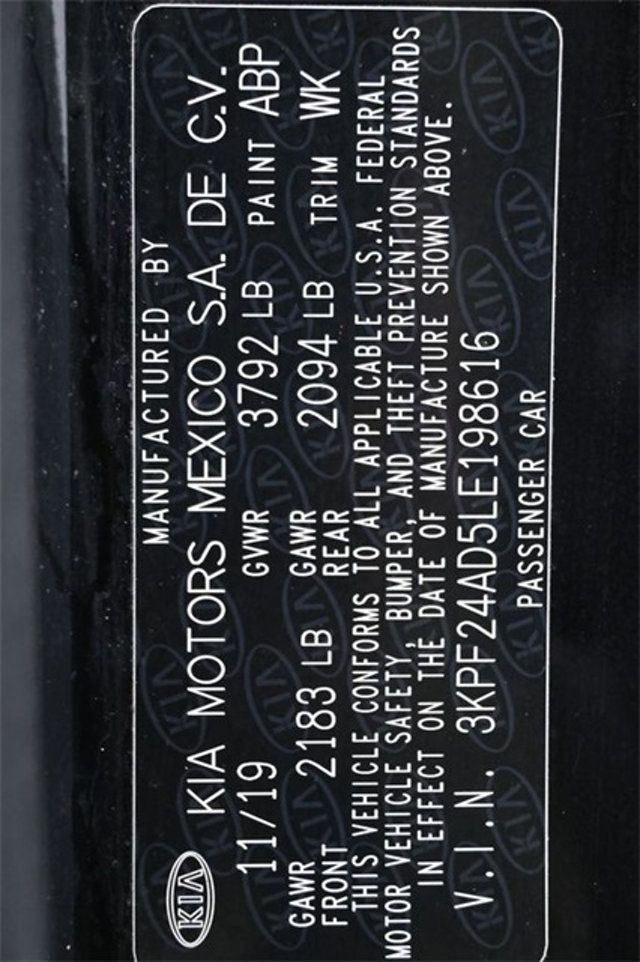 MANUFACTURED BY
KIA KIA MOTORS MEXICO S.A. DE C.V.
11/19 GVWR 3792 LB PAINT ABP
GAWR FRONT 2183 LB GAWR REAR 2094 LB TRIM WK
THIS VEHICLE CONFORMS TO ALL APPLICABLE U.S.A. FEDERAL
MOTOR VEHICLE SAFETY, BUMPER, AND THEFT PREVENTION STANDARDS
IN EFFECT ON THE DATE OF MANUFACTURE SHOWN ABOVE.
V.I.N. 3KPF24AD5LE198616
PASSENGER CAR